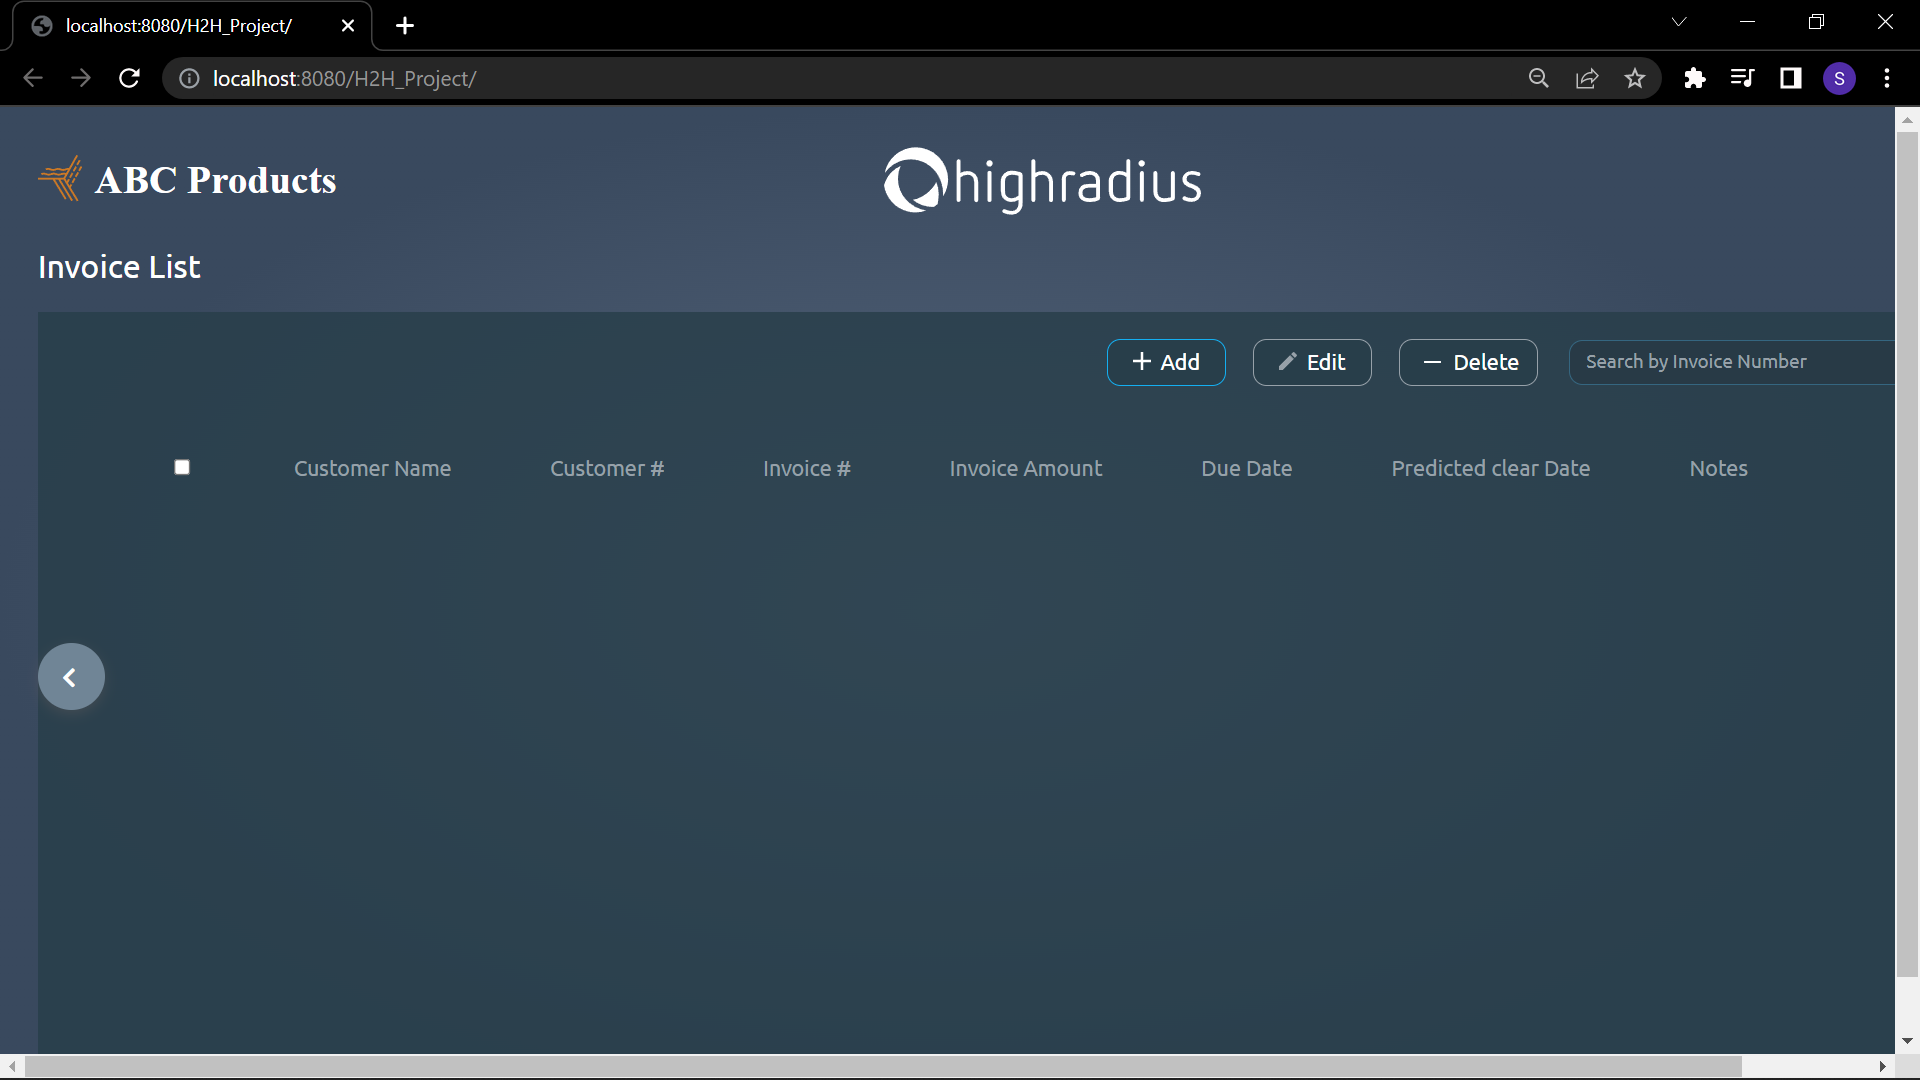 localhost:8080/H2H_Project/
localhost:8080/H2H_Project/
S
ABC Products
highradius
Invoice List
Add
Edit
Delete
Search by Invoice Number
Customer Name
Customer #
Invoice #
Invoice Amount
Due Date
Predicted clear Date
Notes